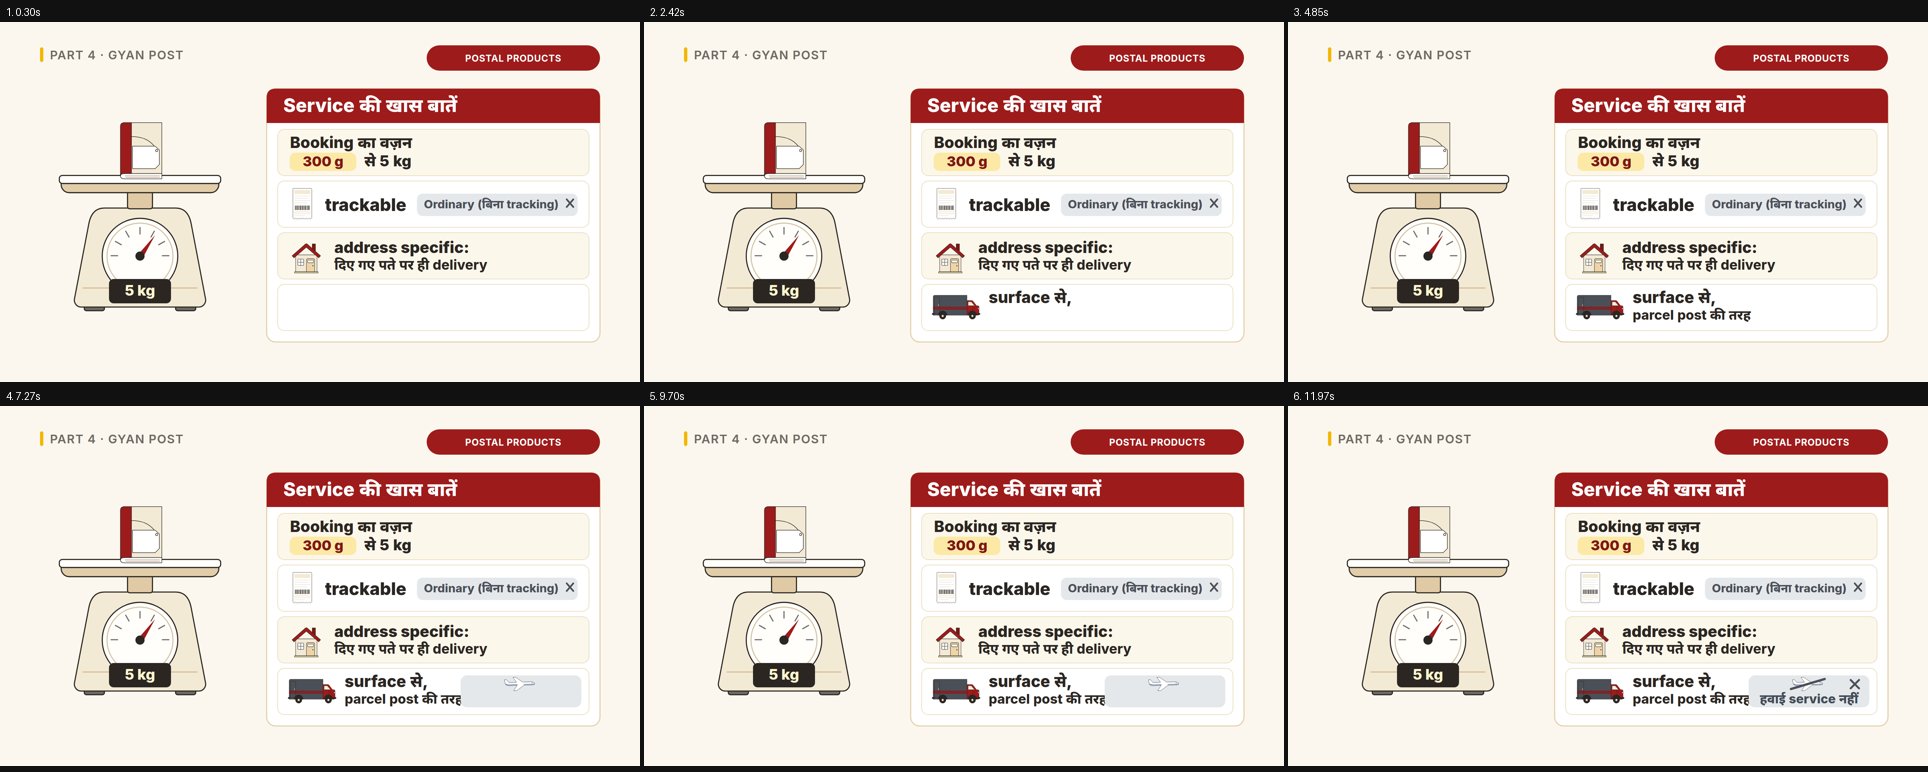 1. 0.30s
PART 4 · GYAN POST
POSTAL PRODUCTS
Service की खास बातें
Booking का वज़न
300 g से 5 kg
trackable Ordinary (बिना tracking) ✕
address specific:
दिए गए पते पर ही delivery
5 kg
2. 2.42s
PART 4 · GYAN POST
POSTAL PRODUCTS
Service की खास बातें
Booking का वज़न
300 g से 5 kg
trackable Ordinary (बिना tracking) ✕
address specific:
दिए गए पते पर ही delivery
surface से,
5 kg
3. 4.85s
PART 4 · GYAN POST
POSTAL PRODUCTS
Service की खास बातें
Booking का वज़न
300 g से 5 kg
trackable Ordinary (बिना tracking) ✕
address specific:
दिए गए पते पर ही delivery
surface से,
parcel post की तरह
5 kg
4. 7.27s
PART 4 · GYAN POST
POSTAL PRODUCTS
Service की खास बातें
Booking का वज़न
300 g से 5 kg
trackable Ordinary (बिना tracking) ✕
address specific:
दिए गए पते पर ही delivery
surface से,
parcel post की तरह
5 kg
5. 9.70s
PART 4 · GYAN POST
POSTAL PRODUCTS
Service की खास बातें
Booking का वज़न
300 g से 5 kg
trackable Ordinary (बिना tracking) ✕
address specific:
दिए गए पते पर ही delivery
surface से,
parcel post की तरह
5 kg
6. 11.97s
PART 4 · GYAN POST
POSTAL PRODUCTS
Service की खास बातें
Booking का वज़न
300 g से 5 kg
trackable Ordinary (बिना tracking) ✕
address specific:
दिए गए पते पर ही delivery
surface से,
parcel post की तरह
✕
हवाई service नहीं
5 kg